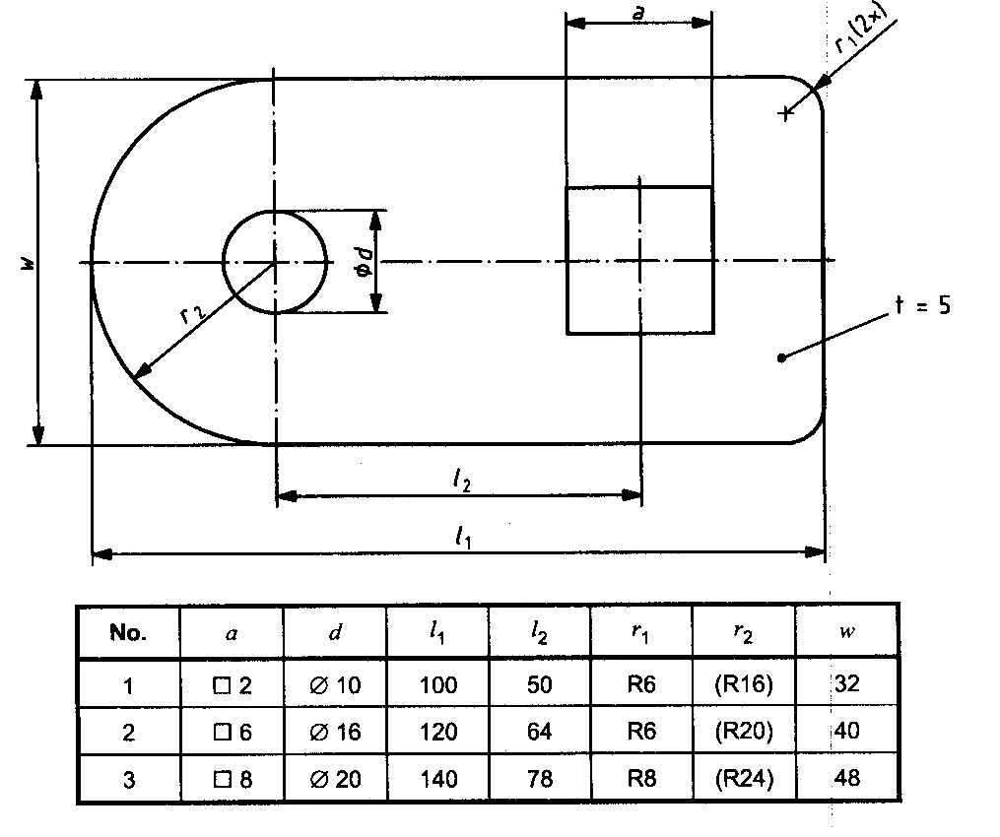 a
r₁(2x)
w
ød
r₂
t = 5
l₂
l₁
No. a d l₁ l₂ r₁ r₂ w
1 □ 2 ∅ 10 100 50 R6 (R16) 32
2 □ 6 ∅ 16 120 64 R6 (R20) 40
3 □ 8 ∅ 20 140 78 R8 (R24) 48